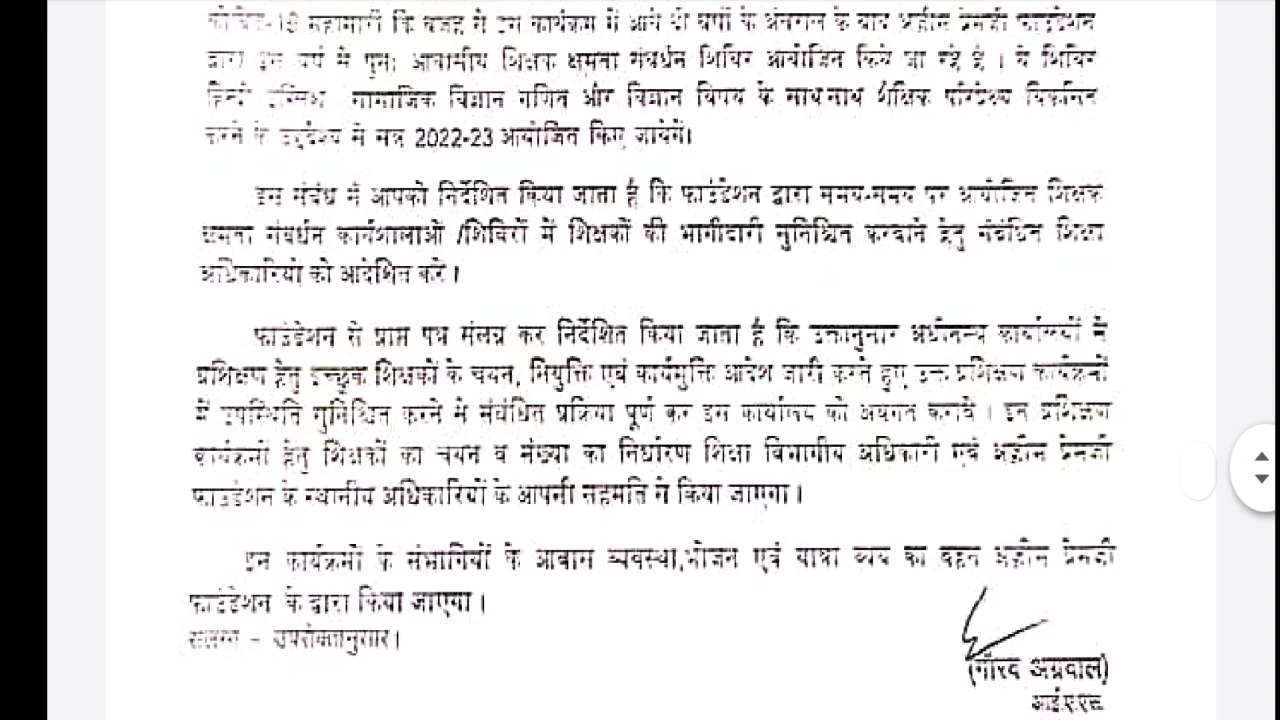 महामारी कि वजह से इस कार्यक्रम में आये दो वर्षो के अंतराल के बाद अज़ीम प्रेमजी फाउंडेशन
द्वारा इस वर्ष में पुनः आवासीय शिक्षक क्षमता संवर्धन शिविर आयोजित किये जा रहे है । ये शिविर
हिन्दी सामाजिक विज्ञान गणित और विज्ञान विषय के साथ-साथ शैक्षिक परिप्रेक्ष्य विकसित
करने के उद्देश्य से सत्र 2022-23 आयोजित किए जायेगें।
इस संबंध में आपको निर्देशित किया जाता है कि फाउंडेशन द्वारा समय-समय पर आयोजित शिक्षक
क्षमता संवर्धन कार्यशालाओं /शिविरों में शिक्षकों की भागीदारी सुनिश्चित करवाने हेतु संबंधित शिक्षा
अधिकारियों को आदेशित करें ।
फाउंडेशन से प्राप्त पत्र संलग्न कर निर्देशित किया जाता है कि उक्तानुसार अधीनस्थ कार्यालयों से
प्रशिक्षण हेतु इच्छुक शिक्षकों के चयन, नियुक्ति एवं कार्यमुक्ति आदेश जारी करते हुए उक्त प्रशिक्षण कार्यक्रमों
में उपस्थिति सुनिश्चित करने से संबंधित प्रक्रिया पूर्ण कर इस कार्यालय को अवगत करावे । इन प्रशिक्षण
कार्यक्रमों हेतु शिक्षकों का चयन व संख्या का निर्धारण शिक्षा विभागीय अधिकारी एवं अज़ीम प्रेमजी
फाउंडेशन के स्थानीय अधिकारियों के आपसी सहमति से किया जाएगा ।
इन कार्यक्रमों के संभागियों के आवास व्यवस्था,भोजन एवं यात्रा व्यय का वहन अज़ीम प्रेमजी
फाउंडेशन के द्वारा किया जाएगा ।
संलग्न - उपरोक्तानुसार।
(गौरव अग्रवाल)
आई.ए.एस.